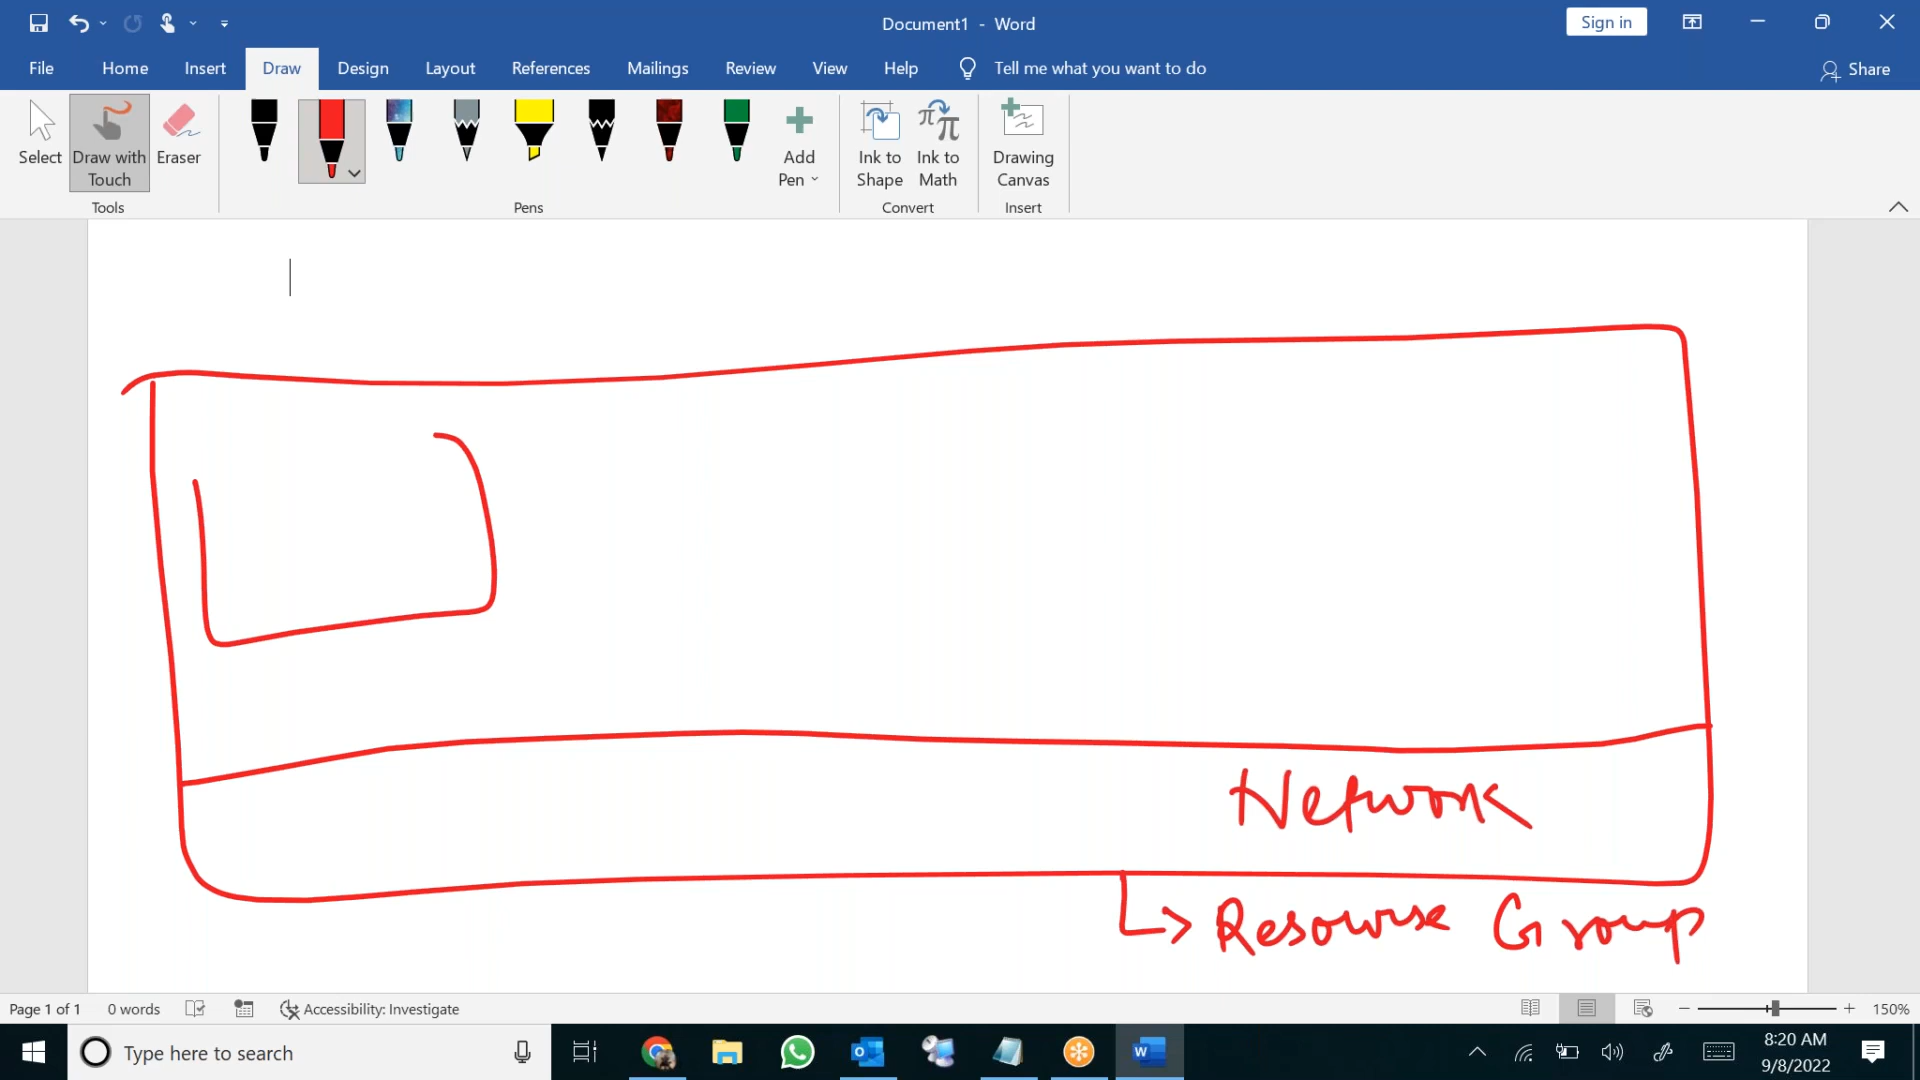 Document1 - Word
Sign in
File Home Insert Draw Design Layout References Mailings Review View Help Tell me what you want to do Share
Select Draw with Touch Eraser Add Pen Ink to Shape Ink to Math Drawing Canvas
Tools Pens Convert Insert
Network
Resource Group
Page 1 of 1 0 words Accessibility: Investigate 150%
Type here to search
8:20 AM
9/8/2022